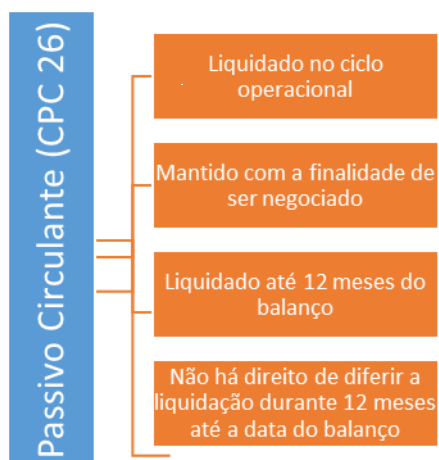 Passivo Circulante (CPC 26)
Liquidado no ciclo
operacional
Mantido com a finalidade de
ser negociado
Liquidado até 12 meses do
balanço
Não há direito de diferir a
liquidação durante 12 meses
até a data do balanço